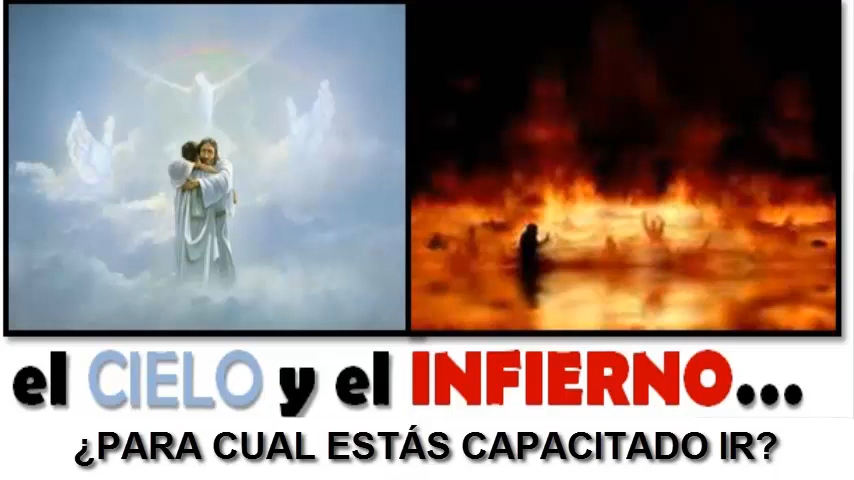 el CIELO y el INFIERNO...
¿PARA CUAL ESTÁS CAPACITADO IR?